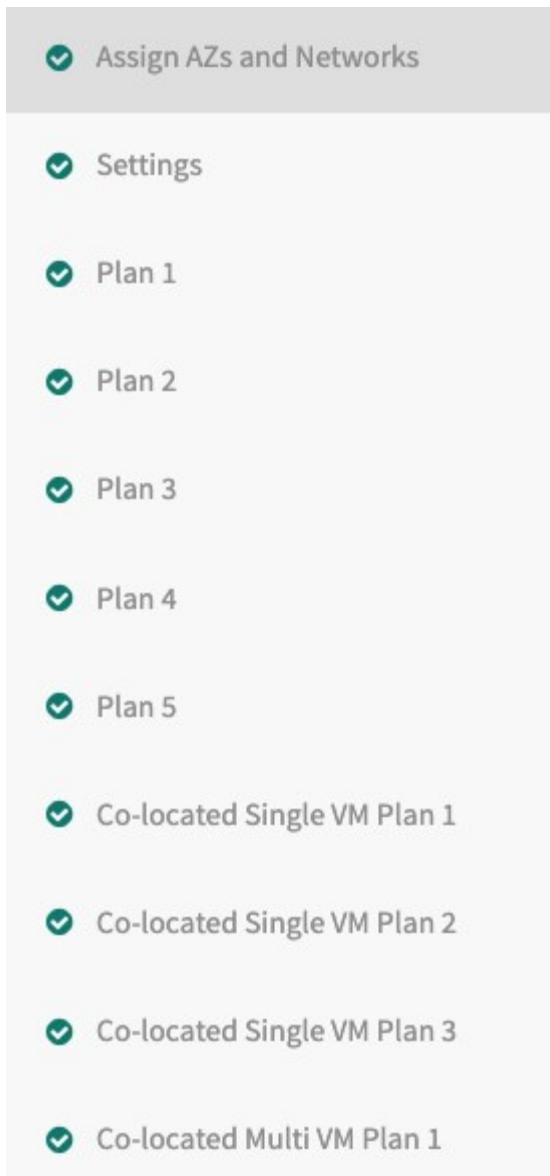 Assign AZs and Networks
Settings
Plan 1
Plan 2
Plan 3
Plan 4
Plan 5
Co-located Single VM Plan 1
Co-located Single VM Plan 2
Co-located Single VM Plan 3
Co-located Multi VM Plan 1